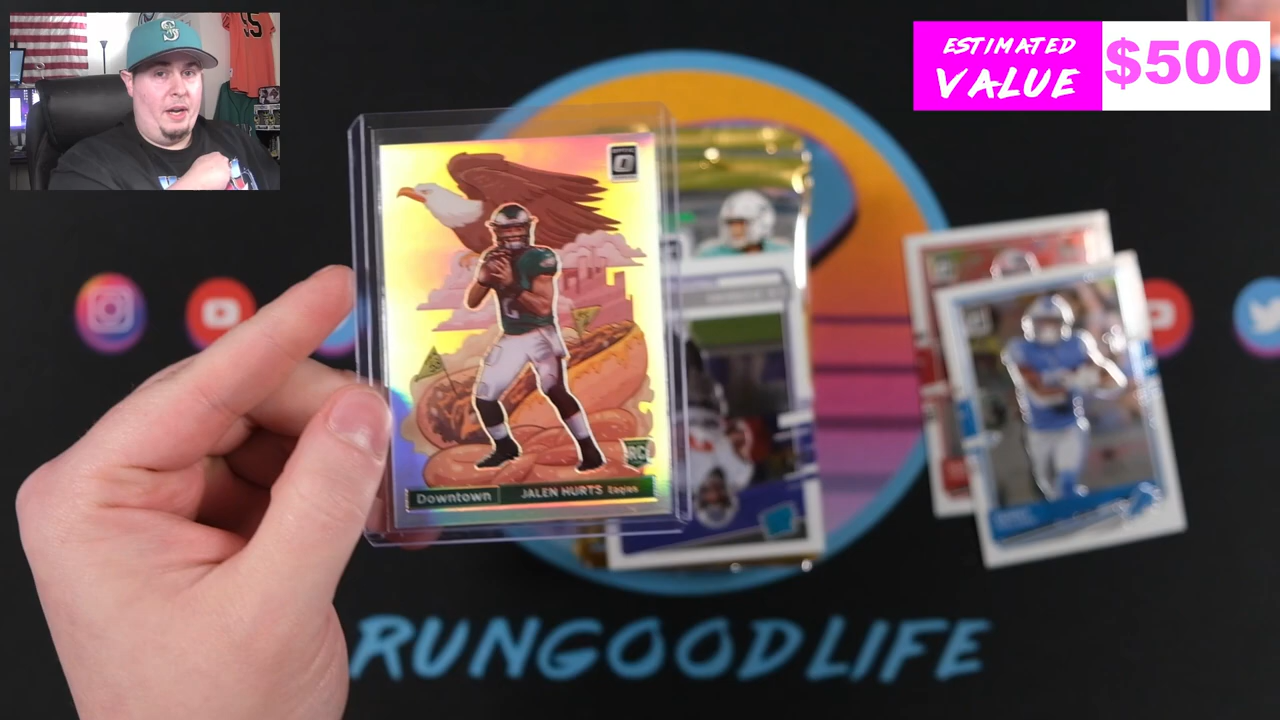 ESTIMATED
VALUE
$500
S
O
RC
Downtown
JALEN HURTS Eagles
RUNGOODLIFE